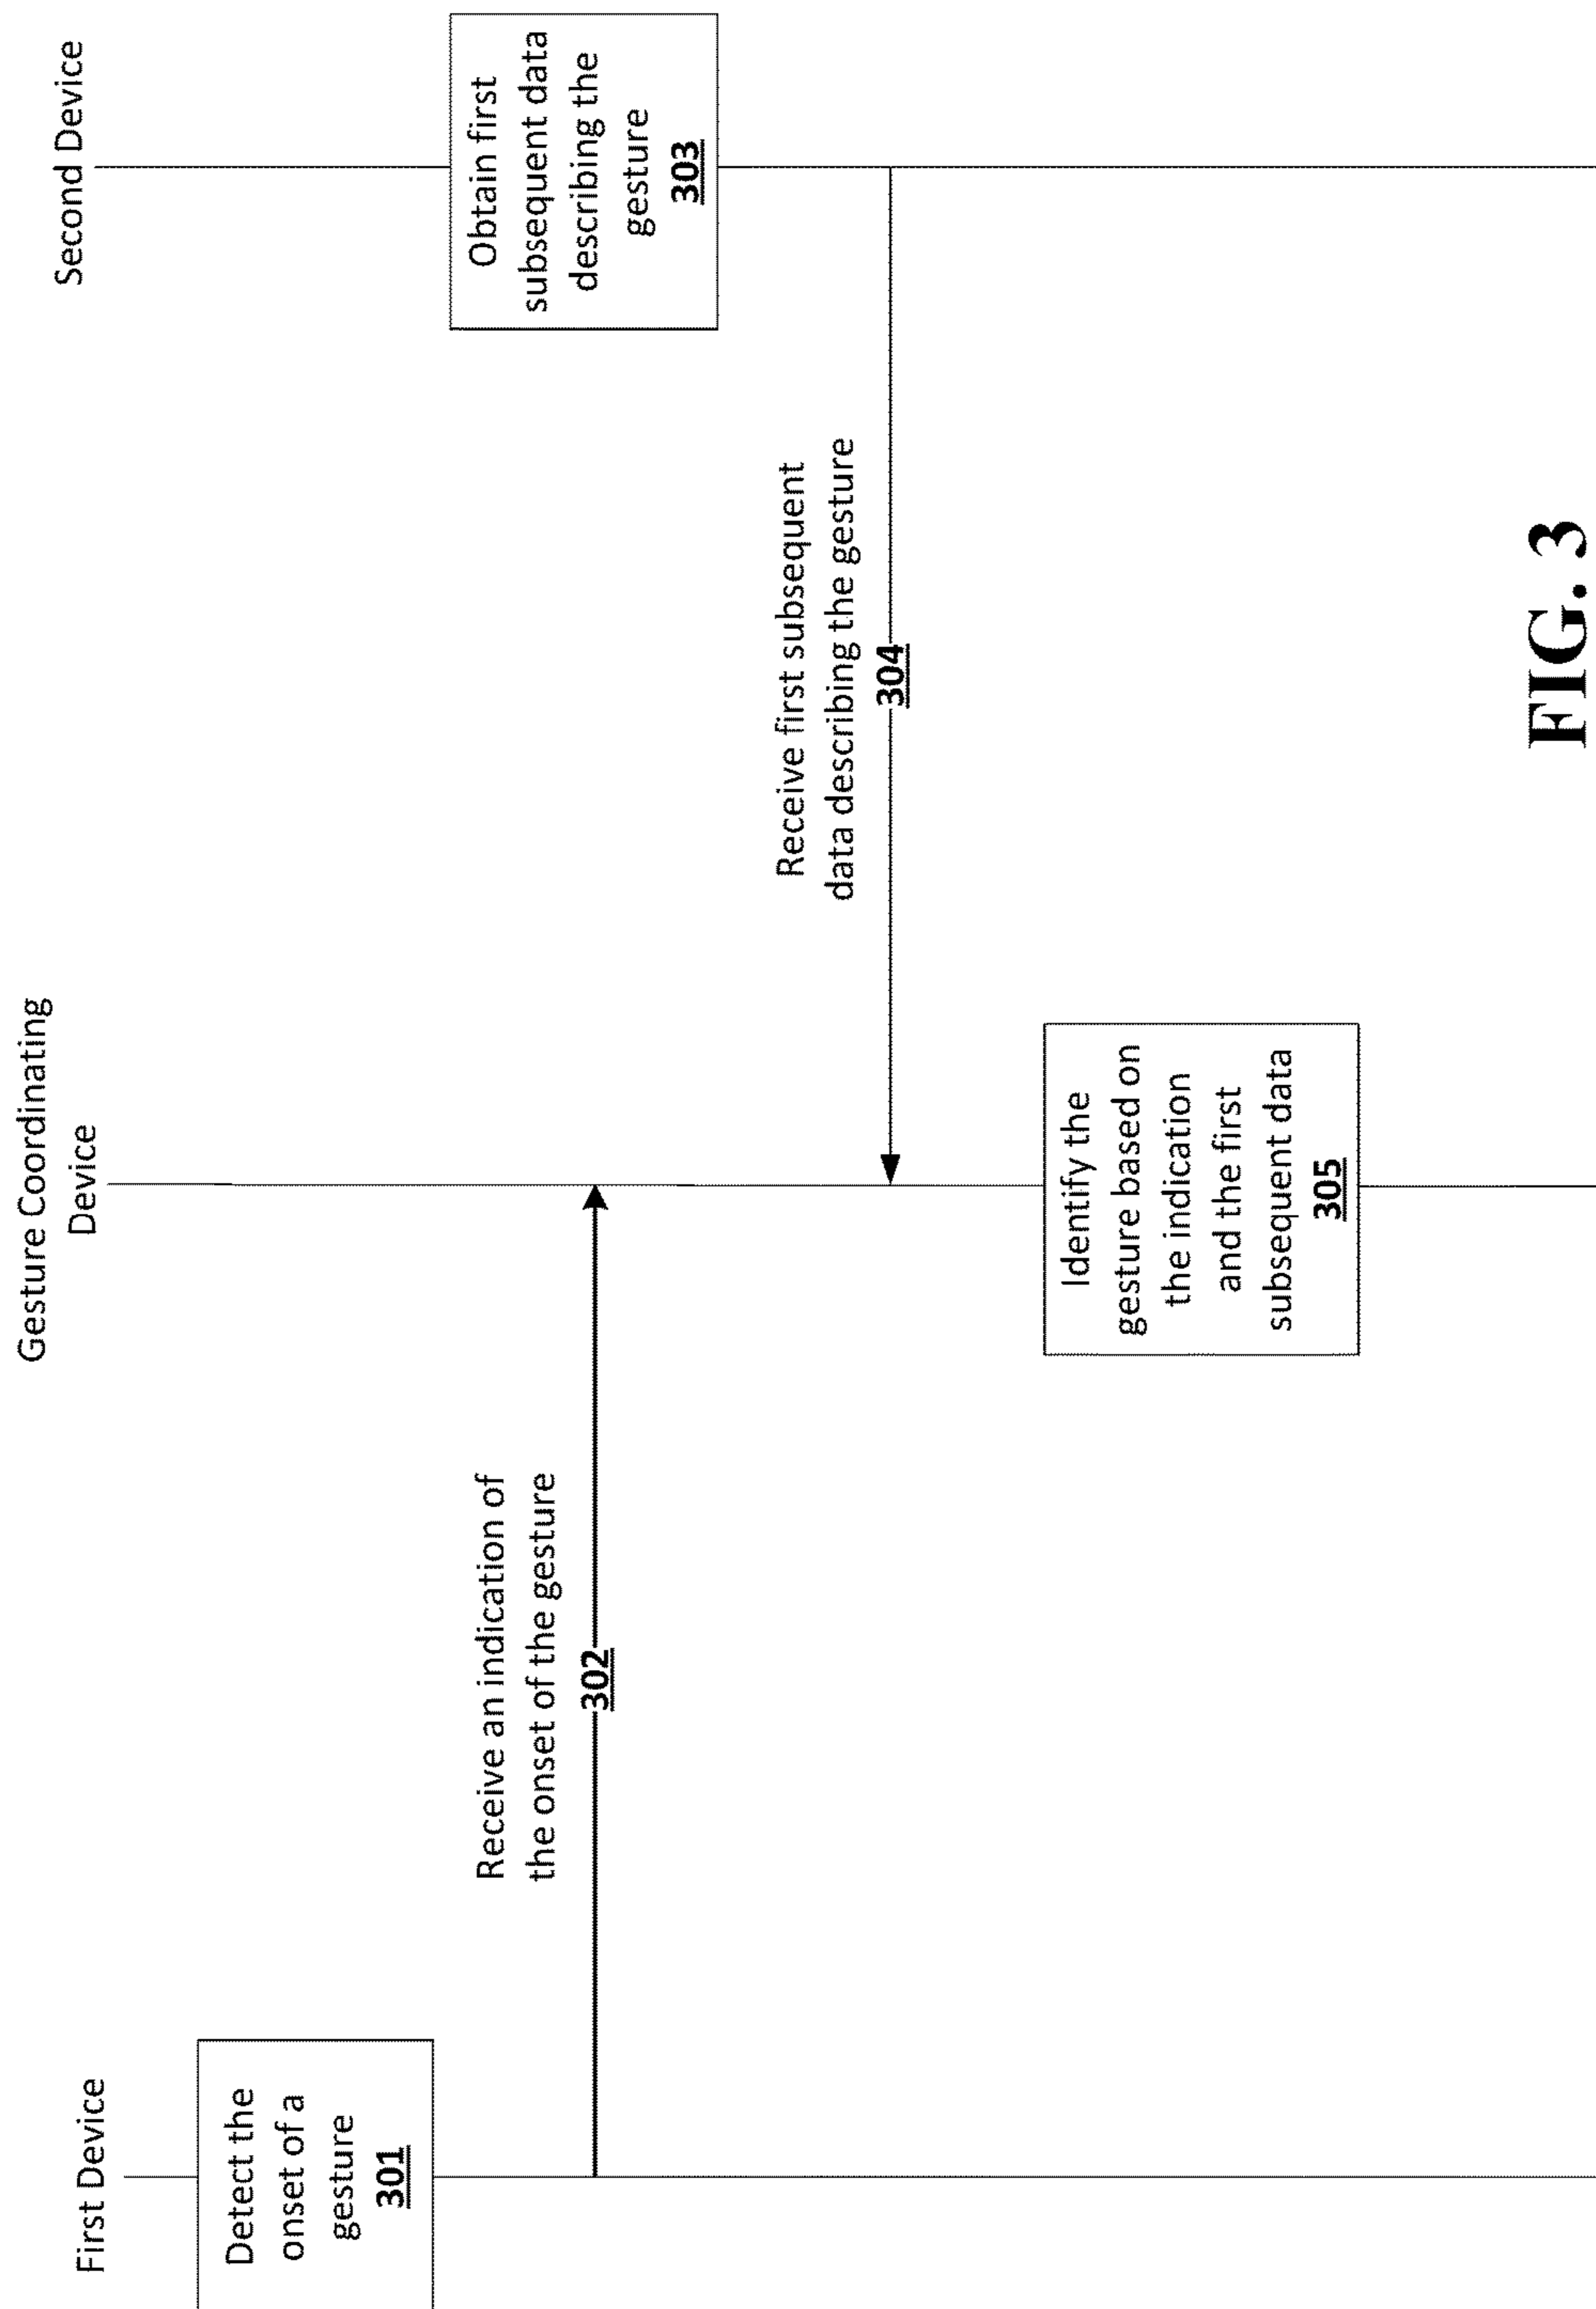 First Device
Gesture Coordinating
Device
Second Device
Detect the
onset of a
gesture
301
Receive an indication of
the onset of the gesture
302
Obtain first
subsequent data
describing the
gesture
303
Receive first subsequent
data describing the gesture
304
Identify the
gesture based on
the indication
and the first
subsequent data
305
FIG. 3